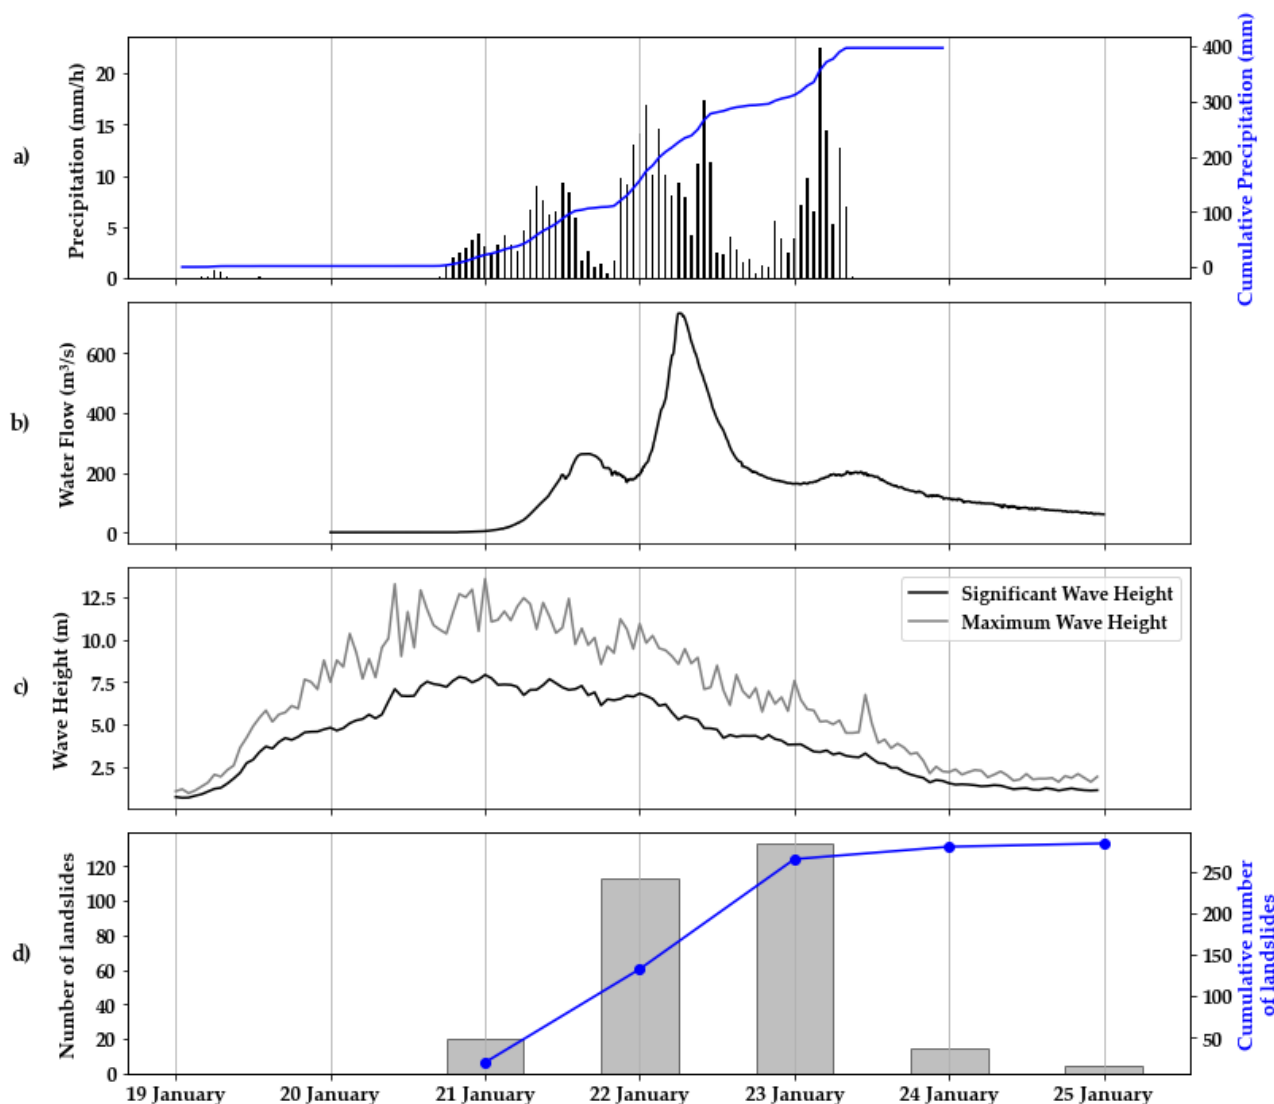 a)
Precipitation (mm/h)
20
15
10
5
0
400
300
200
100
0
Cumulative Precipitation (mm)
b)
Water Flow (m³/s)
600
400
200
0
c)
Wave Height (m)
12.5
10.0
7.5
5.0
2.5
Significant Wave Height
Maximum Wave Height
d)
Number of landslides
120
100
80
60
40
20
0
250
200
150
100
50
Cumulative number
of landslides
19 January
20 January
21 January
22 January
23 January
24 January
25 January